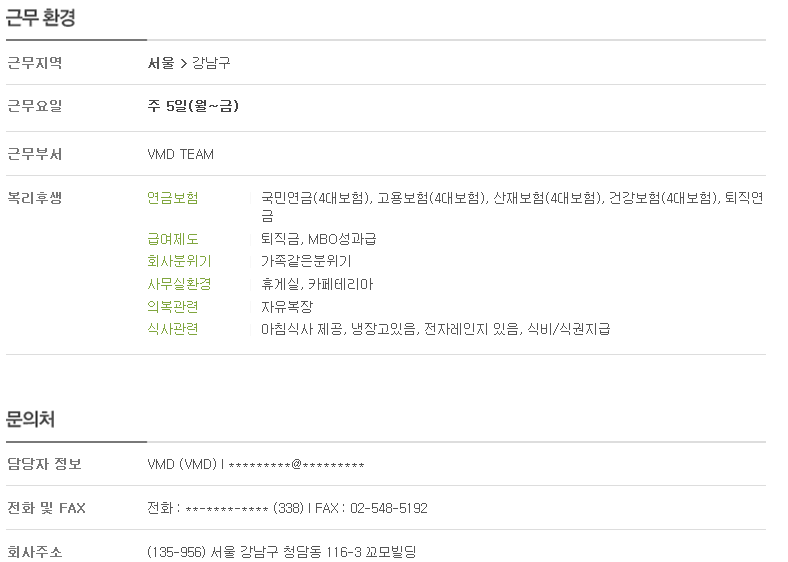 근무 환경
근무지역 서울 > 강남구
근무요일 주 5일(월~금)
근무부서 VMD TEAM
복리후생 연금보험 국민연금(4대보험), 고용보험(4대보험), 산재보험(4대보험), 건강보험(4대보험), 퇴직연
금
급여제도 퇴직금, MBO성과급
회사분위기 가족같은분위기
사무실환경 휴게실, 카페테리아
의복관련 자유복장
식사관련 아침식사 제공, 냉장고있음, 전자레인지 있음, 식비/식권지급
문의처
담당자 정보 VMD (VMD) l *********@*********
전화 및 FAX 전화 : **-****-**** (338) l FAX : 02-548-5192
회사주소 (135-956) 서울 강남구 청담동 116-3 꼬모빌딩